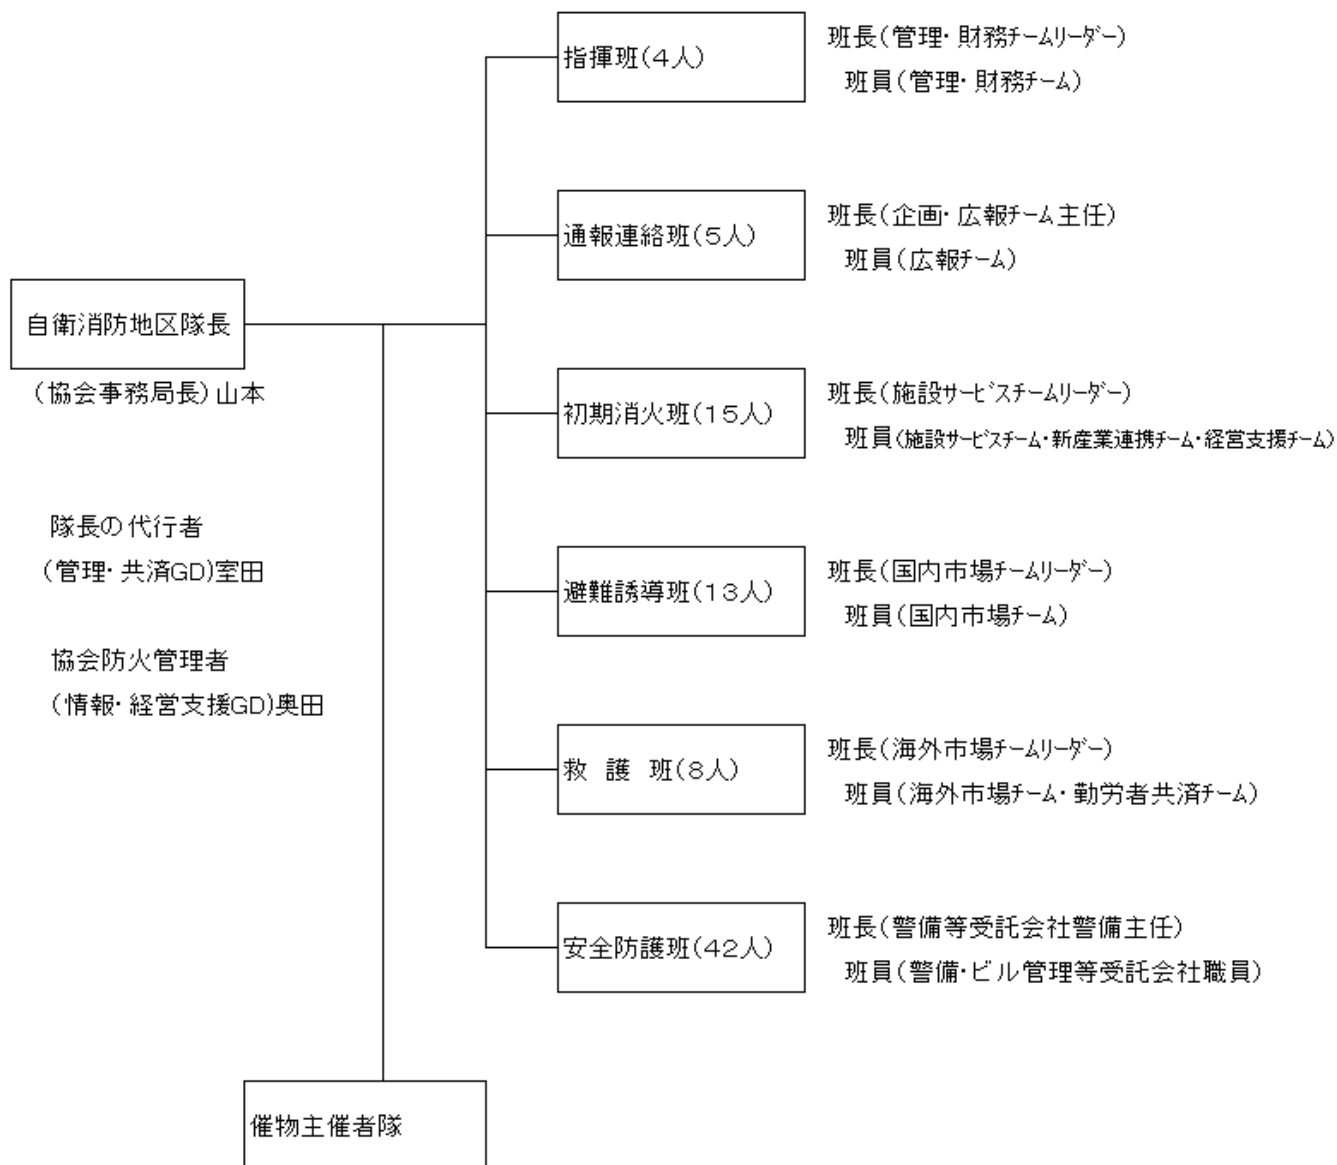 指揮班(4人)
班長(管理・財務ﾁｰﾑﾘｰﾀﾞｰ)
班員(管理・財務ﾁｰﾑ)
通報連絡班(5人)
班長(企画・広報ﾁｰﾑ主任)
班員(広報ﾁｰﾑ)
自衛消防地区隊長
(協会事務局長)山本
初期消火班(15人)
班長(施設ｻｰﾋﾞｽﾁｰﾑﾘｰﾀﾞｰ)
班員(施設ｻｰﾋﾞｽﾁｰﾑ・新産業連携ﾁｰﾑ・経営支援ﾁｰﾑ)
隊長の代行者
(管理・共済GD)室田
避難誘導班(13人)
班長(国内市場ﾁｰﾑﾘｰﾀﾞｰ)
班員(国内市場ﾁｰﾑ)
協会防火管理者
(情報・経営支援GD)奥田
救 護 班(8人)
班長(海外市場ﾁｰﾑﾘｰﾀﾞｰ)
班員(海外市場ﾁｰﾑ・勤労者共済ﾁｰﾑ)
安全防護班(42人)
班長(警備等受託会社警備主任)
班員(警備・ビル管理等受託会社職員)
催物主催者隊